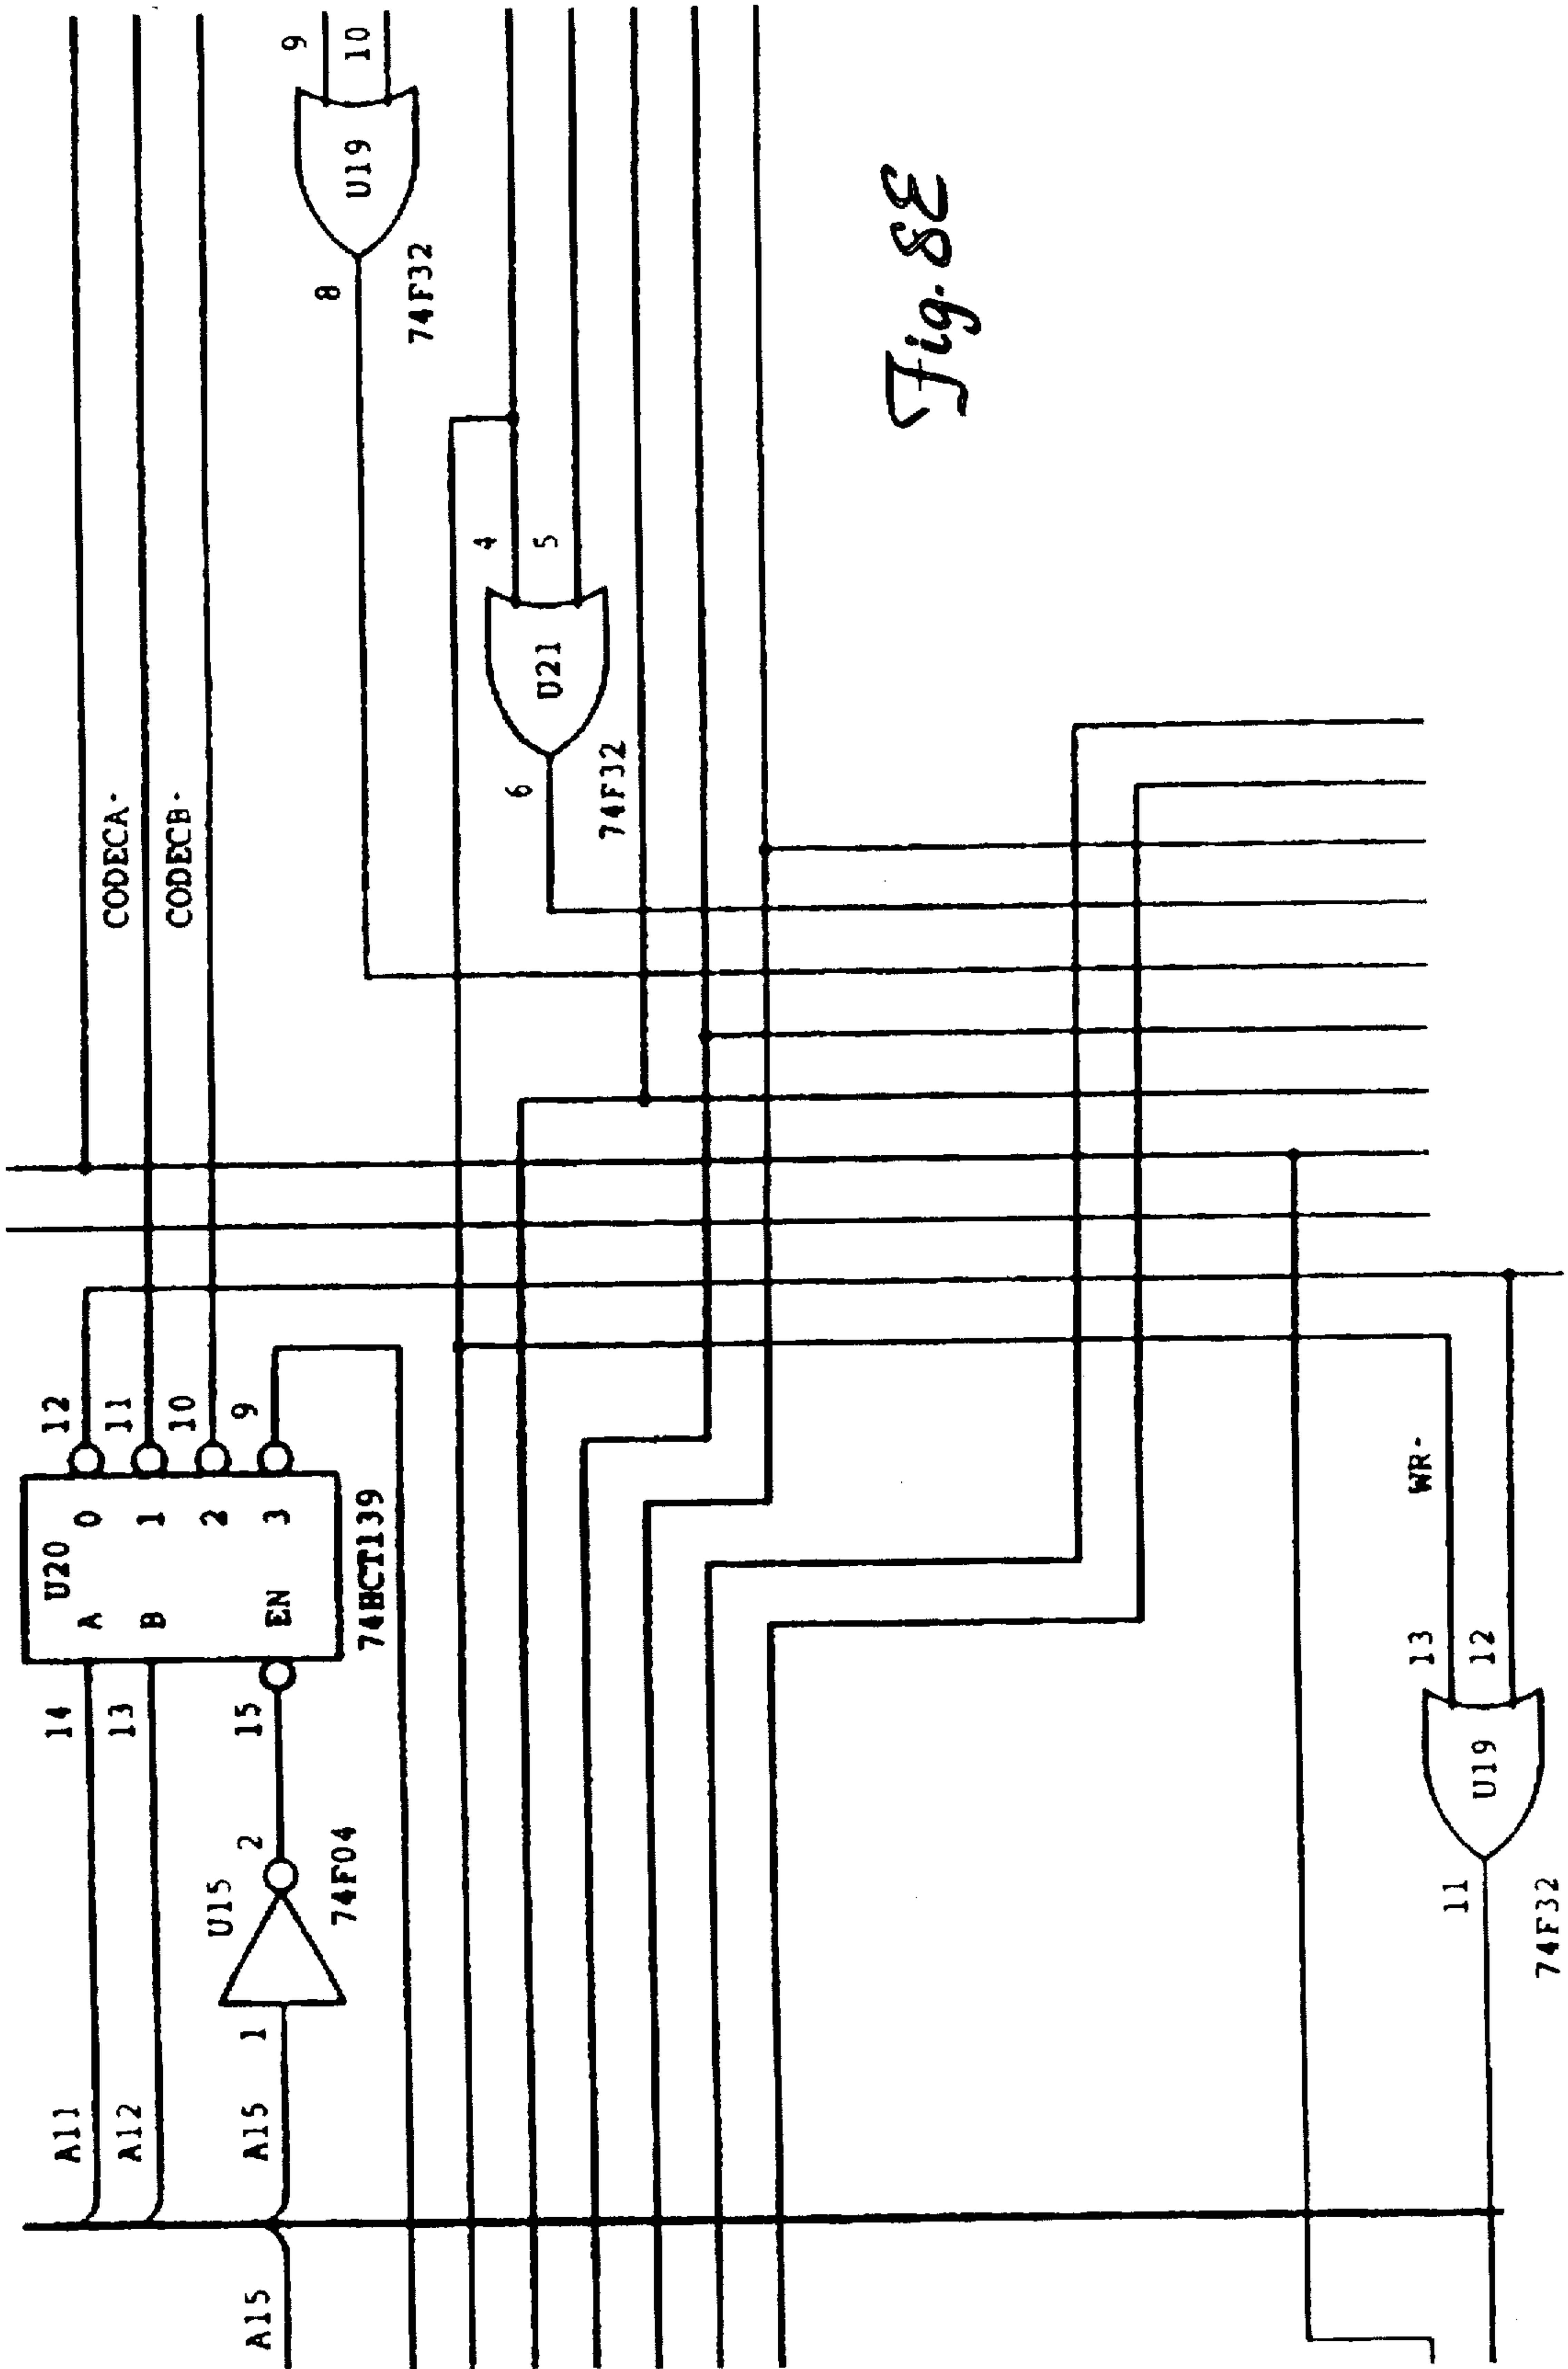 A11
14
U20
12
A
0
A12
13
11
CODECA-
B
1
10
CODECB-
2
U15
A15
A15
1
2
15
EN
3
9
74F04
74HCT139
9
10
U19
8
74F32
4
5
U21
6
74F32
Fig. 8E
WR-
13
12
U19
11
74F32